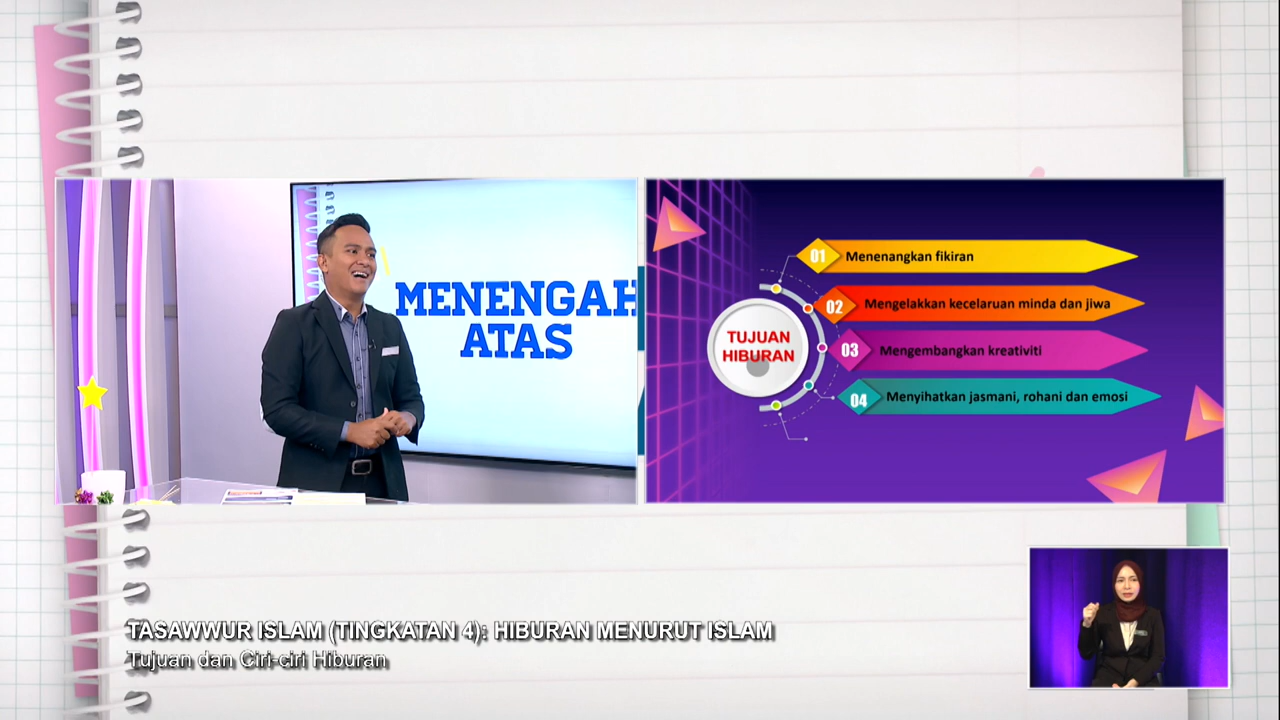 MENENGAH
ATAS
TUJUAN
HIBURAN
01 Menenangkan fikiran
02 Mengelakkan kecelaruan minda dan jiwa
03 Mengembangkan kreativiti
04 Menyihatkan jasmani, rohani dan emosi
TASAWWUR ISLAM (TINGKATAN 4): HIBURAN MENURUT ISLAM
Tujuan dan Ciri-ciri Hiburan